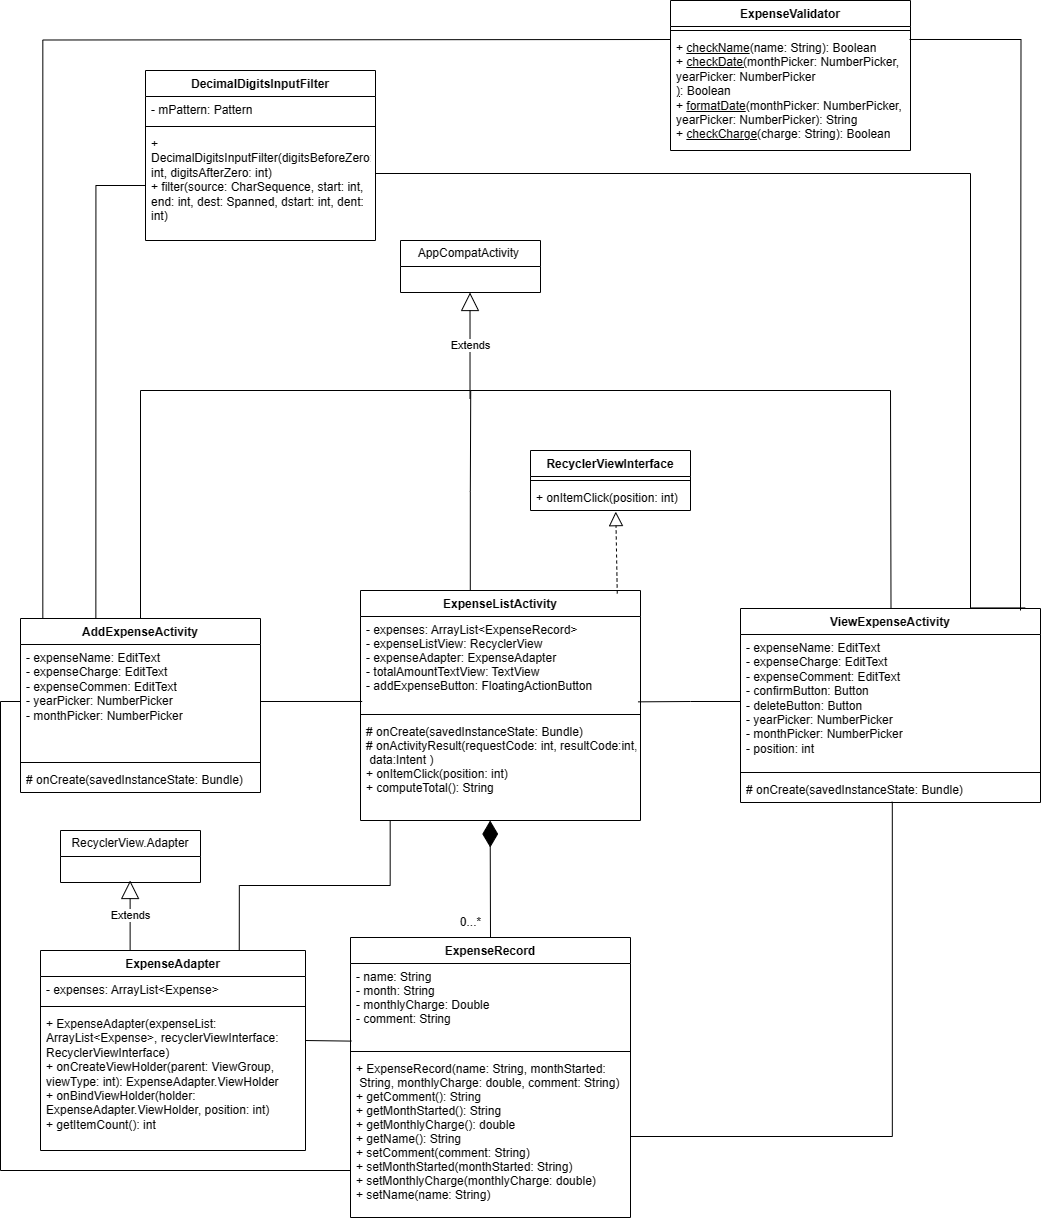 ExpenseValidator
+ checkName(name: String): Boolean
+ checkDate(monthPicker: NumberPicker,
yearPicker: NumberPicker
): Boolean
+ formatDate(monthPicker: NumberPicker,
yearPicker: NumberPicker): String
+ checkCharge(charge: String): Boolean
DecimalDigitsInputFilter
- mPattern: Pattern
+
DecimalDigitsInputFilter(digitsBeforeZero
int, digitsAfterZero: int)
+ filter(source: CharSequence, start: int,
end: int, dest: Spanned, dstart: int, dent:
int)
AppCompatActivity
Extends
RecyclerViewInterface
+ onItemClick(position: int)
AddExpenseActivity
- expenseName: EditText
- expenseCharge: EditText
- expenseCommen: EditText
- yearPicker: NumberPicker
- monthPicker: NumberPicker
# onCreate(savedInstanceState: Bundle)
ExpenseListActivity
- expenses: ArrayList<ExpenseRecord>
- expenseListView: RecyclerView
- expenseAdapter: ExpenseAdapter
- totalAmountTextView: TextView
- addExpenseButton: FloatingActionButton
# onCreate(savedInstanceState: Bundle)
# onActivityResult(requestCode: int, resultCode:int,
data:Intent )
+ onItemClick(position: int)
+ computeTotal(): String
ViewExpenseActivity
- expenseName: EditText
- expenseCharge: EditText
- expenseComment: EditText
- confirmButton: Button
- deleteButton: Button
- yearPicker: NumberPicker
- monthPicker: NumberPicker
- position: int
# onCreate(savedInstanceState: Bundle)
RecyclerView.Adapter
Extends
0...*
ExpenseAdapter
- expenses: ArrayList<Expense>
+ ExpenseAdapter(expenseList:
ArrayList<Expense>, recyclerViewInterface:
RecyclerViewInterface)
+ onCreateViewHolder(parent: ViewGroup,
viewType: int): ExpenseAdapter.ViewHolder
+ onBindViewHolder(holder:
ExpenseAdapter.ViewHolder, position: int)
+ getItemCount(): int
ExpenseRecord
- name: String
- month: String
- monthlyCharge: Double
- comment: String
+ ExpenseRecord(name: String, monthStarted:
String, monthlyCharge: double, comment: String)
+ getComment(): String
+ getMonthStarted(): String
+ getMonthlyCharge(): double
+ getName(): String
+ setComment(comment: String)
+ setMonthStarted(monthStarted: String)
+ setMonthlyCharge(monthlyCharge: double)
+ setName(name: String)